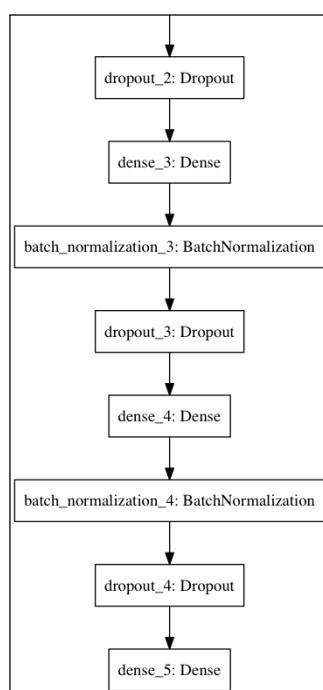 dropout_2: Dropout
dense_3: Dense
batch_normalization_3: BatchNormalization
dropout_3: Dropout
dense_4: Dense
batch_normalization_4: BatchNormalization
dropout_4: Dropout
dense_5: Dense